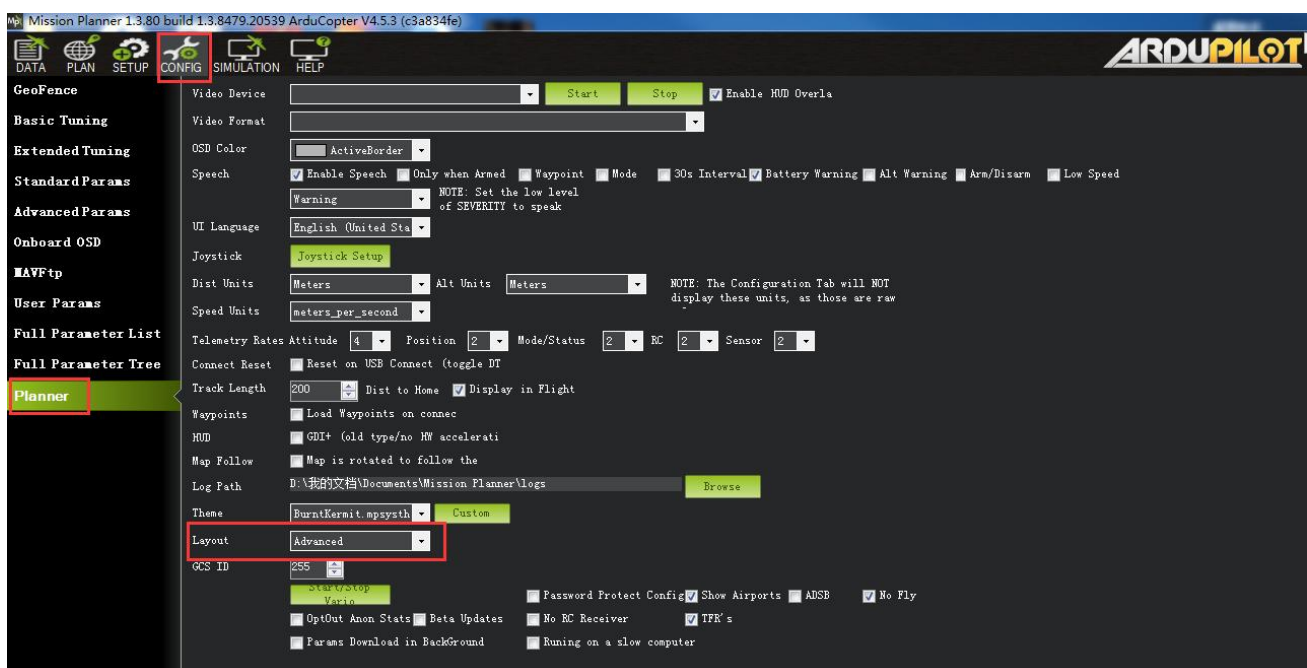 Mission Planner 1.3.80 build 1.3.8479.20539 ArduCopter V4.5.3 (c3a834fe)
DATA PLAN SETUP CONFIG SIMULATION HELP
ARDUPILOT
GeoFence
Basic Tuning
Extended Tuning
Standard Params
Advanced Params
Onboard OSD
MAVFtp
User Params
Full Parameter List
Full Parameter Tree
Planner
Video Device Start Stop Enable HUD Overla
Video Format
OSD Color ActiveBorder
Speech Enable Speech Only when Armed Waypoint Mode 30s Interval Battery Warning Alt Warning Arm/Disarm Low Speed
Warning NOTE: Set the low level
of SEVERITY to speak
UI Language English (United Sta
Joystick Joystick Setup
Dist Units Meters Alt Units Meters NOTE: The Configuration Tab will NOT
display these units, as those are raw
Speed Units meters_per_second
Telemetry Rates Attitude 4 Position 2 Mode/Status 2 RC 2 Sensor 2
Connect Reset Reset on USB Connect (toggle DT
Track Length 200 Dist to Home Display in Flight
Waypoints Load Waypoints on connec
HUD GDI+ (old type/no HW accelerati
Map Follow Map is rotated to follow the
Log Path D:\我的文档\Documents\Mission Planner\logs Browse
Theme BurntKermit.mpsysth Custom
Layout Advanced
GCS ID 255
Start/Stop
Vario
Password Protect Config Show Airports ADSB No Fly
OptOut Anon Stats Beta Updates No RC Receiver TFR's
Params Download in BackGround Runing on a slow computer